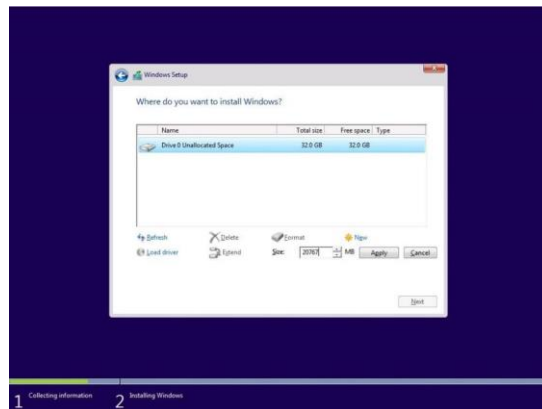 Windows Setup
Where do you want to install Windows?
Name Total size Free space Type
Drive 0 Unallocated Space 32.0 GB 32.0 GB
Refresh Delete Format New
Load driver Extend Size: 20767 MB Apply Cancel
Next
1 Collecting information 2 Installing Windows